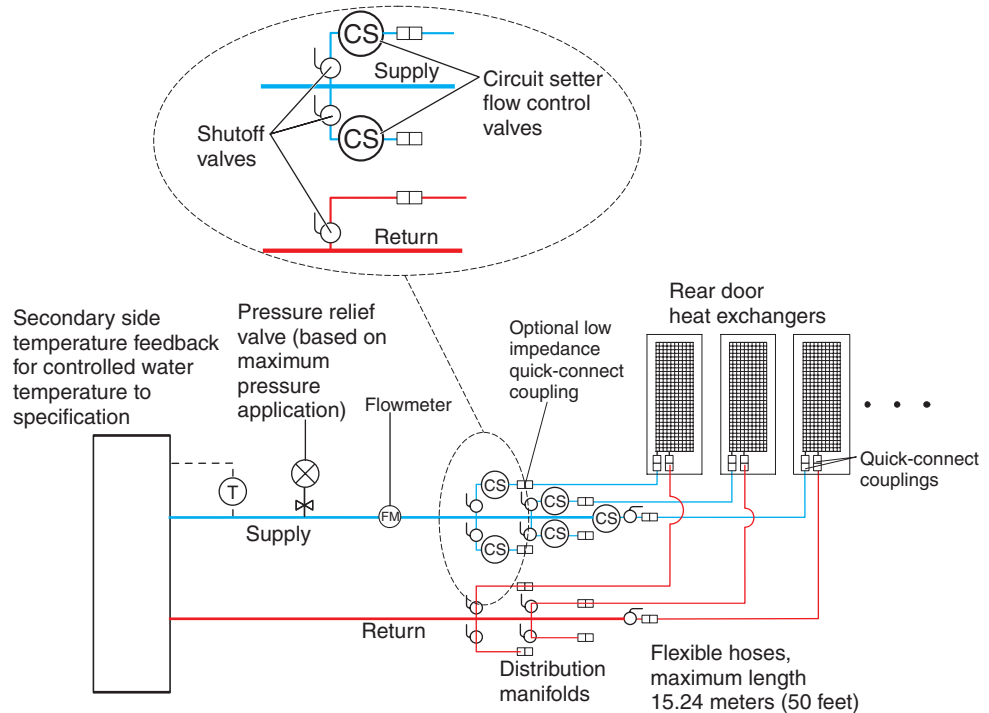 CS
Supply
Circuit setter
flow control
valves
Shutoff
valves
CS
Return
Secondary side
temperature feedback
for controlled water
temperature to
specification
Pressure relief
valve (based on
maximum
pressure
application)
Flowmeter
Optional low
impedance
quick-connect
coupling
Rear door
heat exchangers
Quick-connect
couplings
T
CS
CS
FM
CS
Supply
CS
CS
Return
Distribution
manifolds
Flexible hoses,
maximum length
15.24 meters (50 feet)